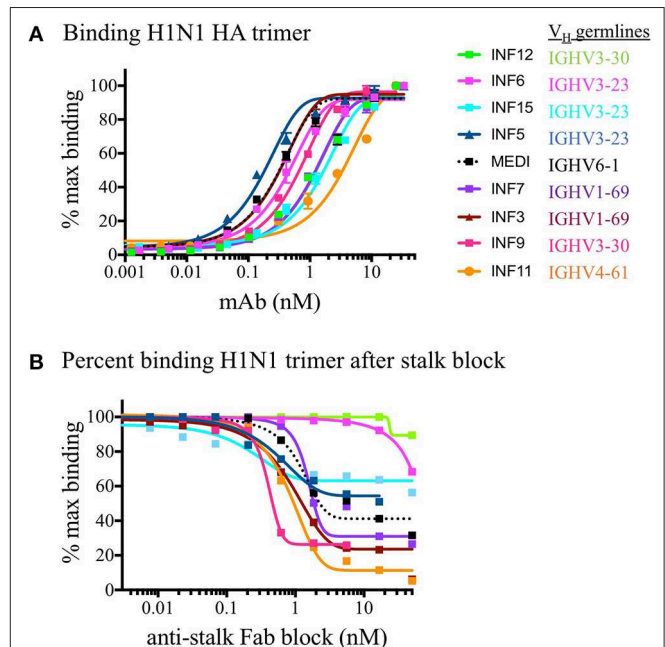 A Binding H1N1 HA trimer
% max binding
100
80
60
40
20
0
0.001 0.01 0.1 1 10
mAb (nM)
VH germlines
INF12 IGHV3-30
INF6 IGHV3-23
INF15 IGHV3-23
INF5 IGHV3-23
MEDI IGHV6-1
INF7 IGHV1-69
INF3 IGHV1-69
INF9 IGHV3-30
INF11 IGHV4-61
B Percent binding H1N1 trimer after stalk block
% max binding
100
80
60
40
20
0
0.01 0.1 1 10
anti-stalk Fab block (nM)